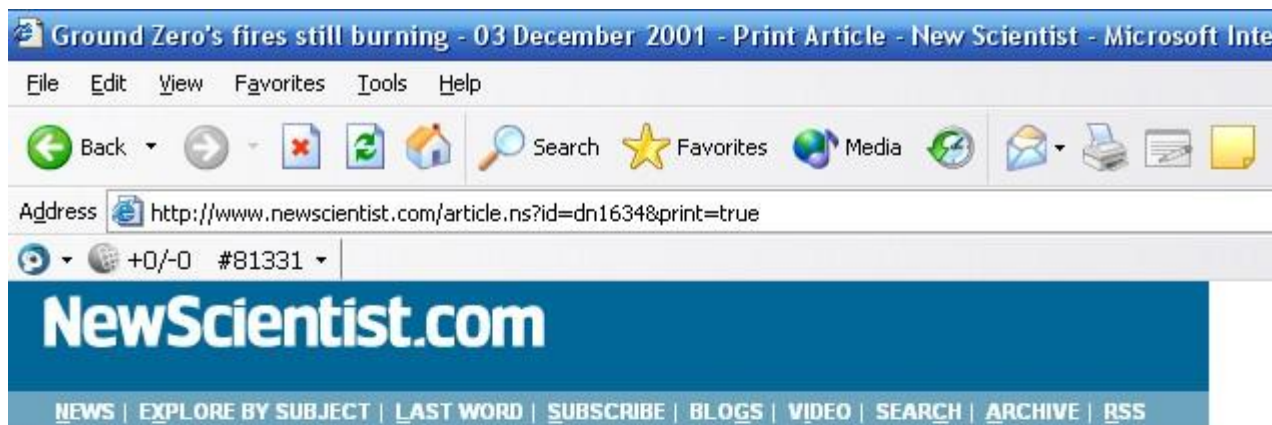 Ground Zero's fires still burning - 03 December 2001 - Print Article - New Scientist - Microsoft Inte
File Edit View Favorites Tools Help
Back Search Favorites Media
Address http://www.newscientist.com/article.ns?id=dn1634&print=true
+0/-0 #81331
NewScientist.com
NEWS | EXPLORE BY SUBJECT | LAST WORD | SUBSCRIBE | BLOGS | VIDEO | SEARCH | ARCHIVE | RSS